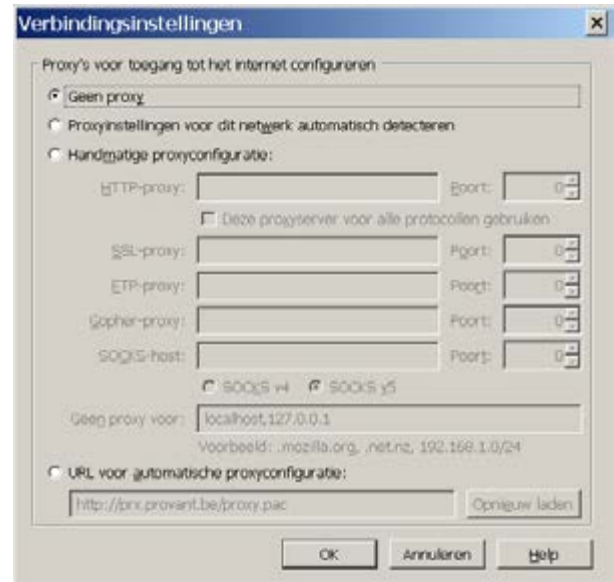 Verbindingsinstellingen
Proxy's voor toegang tot het internet configureren
Geen proxy
Proxyinstellingen voor dit netwerk automatisch detecteren
Handmatige proxyconfiguratie:
HTTP-proxy: Poort: 0
Deze proxyserver voor alle protocollen gebruiken
SSL-proxy: Poort: 0
FTP-proxy: Poort: 0
Gopher-proxy: Poort: 0
SOCKS-host: Poort: 0
SOCKS v4 SOCKS v5
Geen proxy voor: localhost,127.0.0.1
Voorbeeld: .mozilla.org, .net.nz, 192.168.1.0/24
URL voor automatische proxyconfiguratie:
http://prx.provant.be/proxy.pac Opnieuw laden
OK Annuleren Help